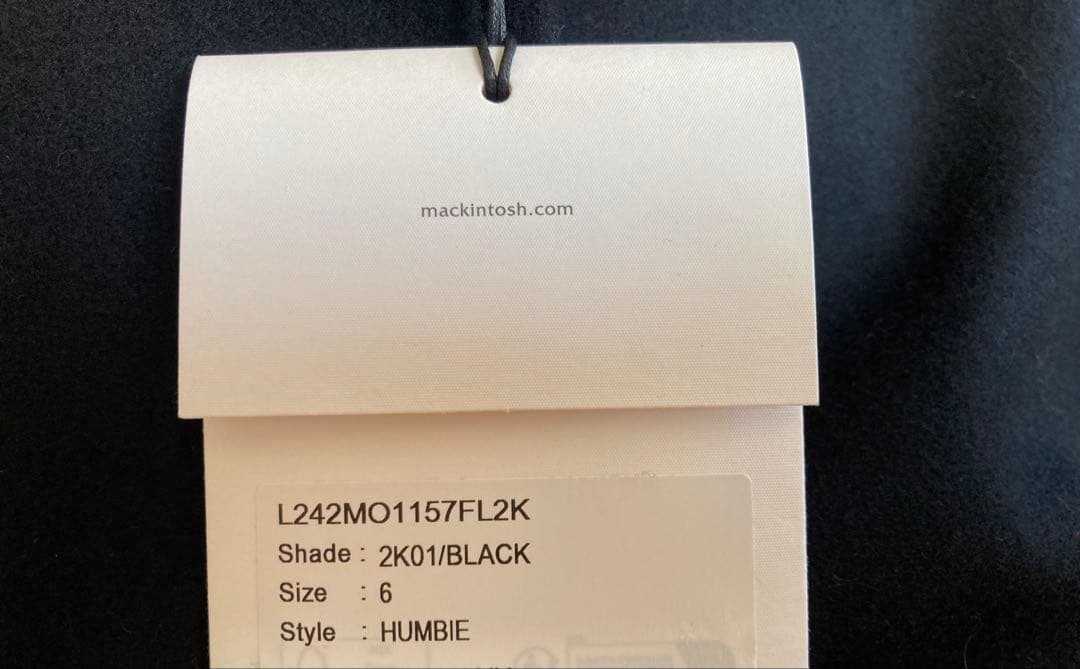 mackintosh.com
L242MO1157FL2K
Shade : 2K01/BLACK
Size : 6
Style : HUMBIE